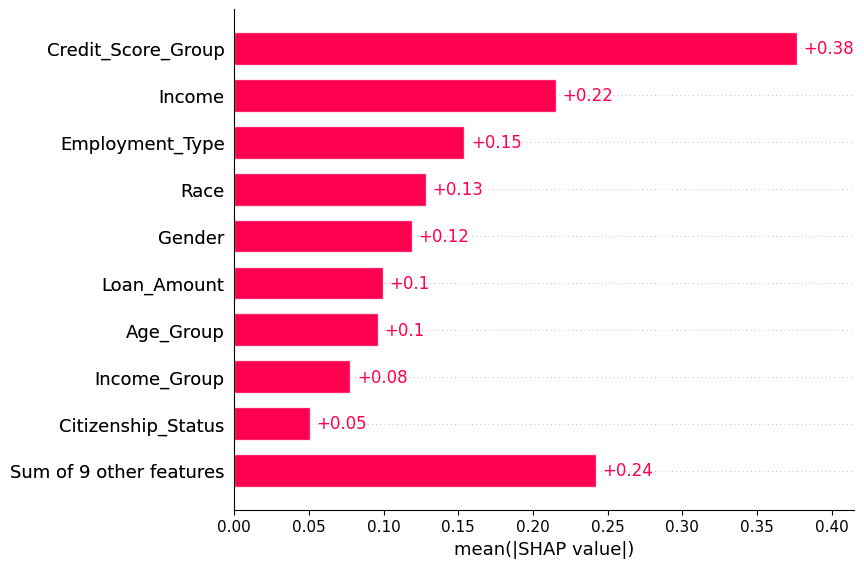 Credit_Score_Group +0.38
Income +0.22
Employment_Type +0.15
Race +0.13
Gender +0.12
Loan_Amount +0.1
Age_Group +0.1
Income_Group +0.08
Citizenship_Status +0.05
Sum of 9 other features +0.24
0.00 0.05 0.10 0.15 0.20 0.25 0.30 0.35 0.40
mean(|SHAP value|)